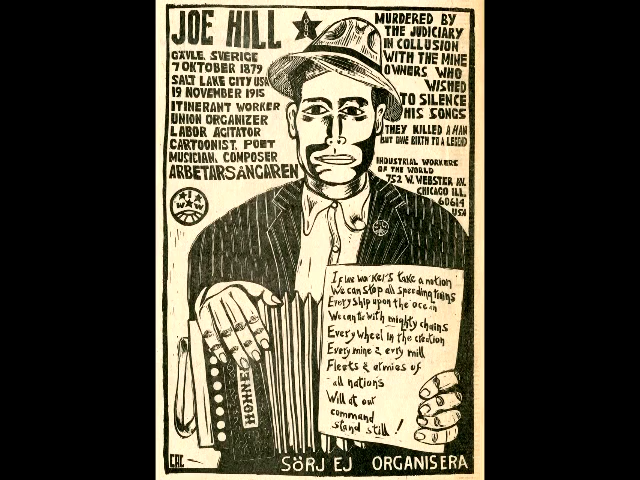 JOE HILL
GÄVLE, SVERIGE
7 OKTOBER 1879
SALT LAKE CITY USA
19 NOVEMBER 1915
ITINERANT WORKER
UNION ORGANIZER
LABOR AGITATOR
CARTOONIST, POET
MUSICIAN, COMPOSER
ARBETARSÅNGAREN
MURDERED BY
THE JUDICIARY
IN COLLUSION
WITH THE MINE
OWNERS WHO
WISHED
TO SILENCE
HIS SONGS
THEY KILLED A MAN
BUT GAVE BIRTH TO A LEGEND
INDUSTRIAL WORKERS
OF THE WORLD
752 W. WEBSTER AV.
CHICAGO ILL.
60614
USA
IWW
If the workers take a notion
We can stop all speeding trains
Every ship upon the ocean
We can tie with mighty chains
Every wheel in the creation
Every mine & evry mill
Fleets & armies of
all nations
Will at our
command
stand still!
HOHNE
CAC
SÖRJ EJ ORGANISERA